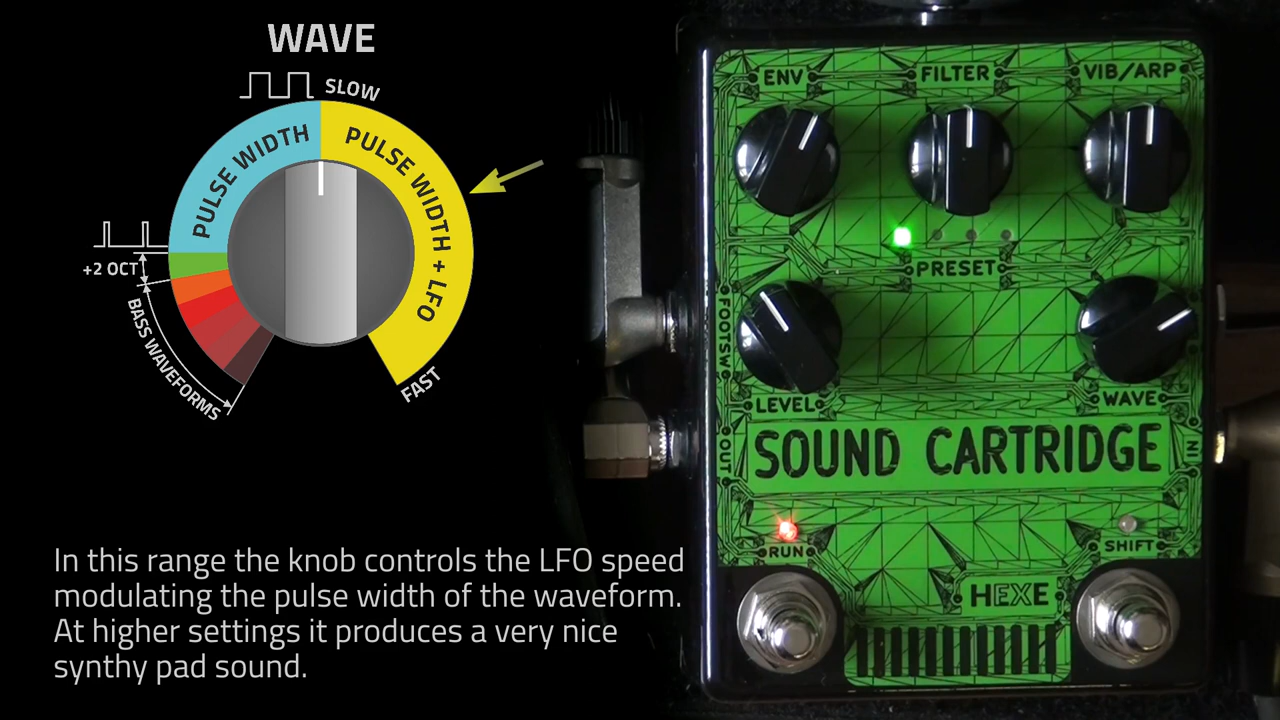 WAVE
SLOW
PULSE WIDTH
PULSE WIDTH + LFO
+2 OCT
BASS WAVEFORMS
FAST
In this range the knob controls the LFO speed
modulating the pulse width of the waveform.
At higher settings it produces a very nice
synthy pad sound.
ENV
FILTER
VIB/ARP
PRESET
FOOTSW
LEVEL
WAVE
OUT
SOUND CARTRIDGE
IN
RUN
SHIFT
HEXE